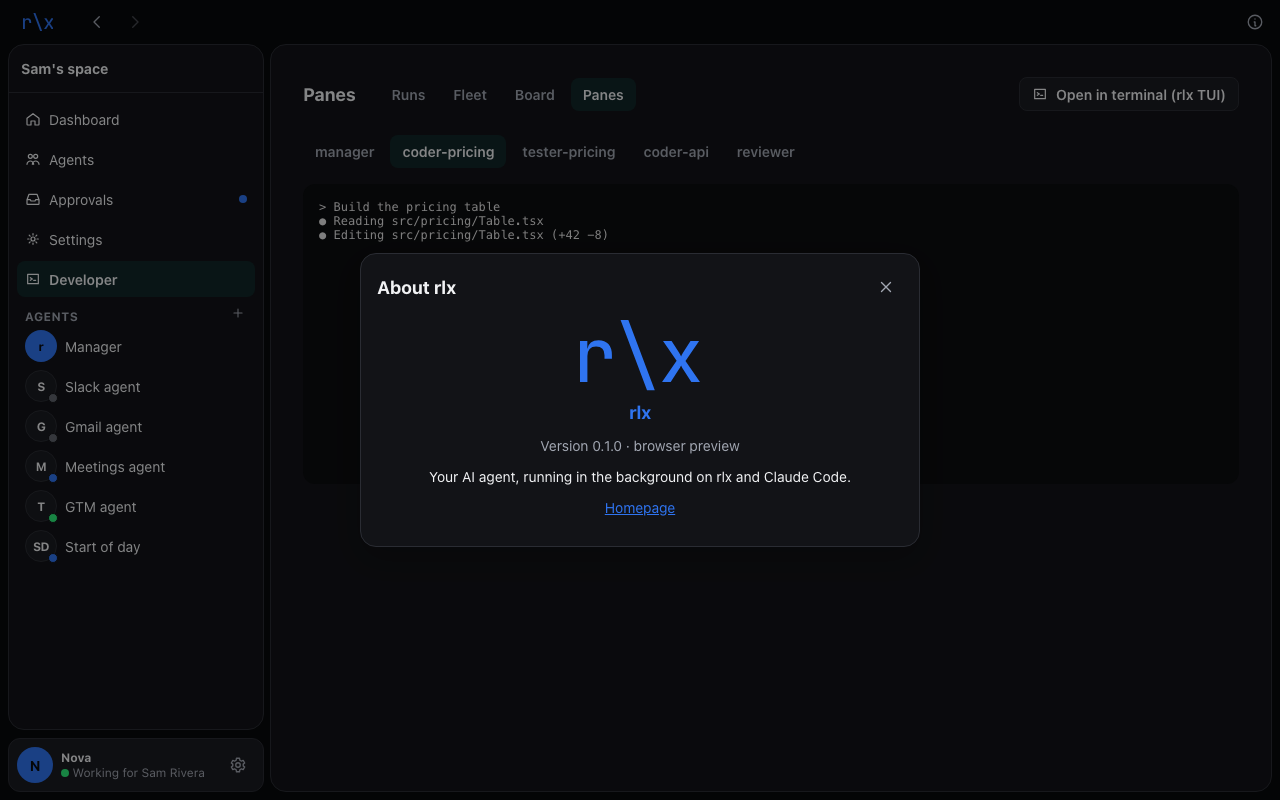 r\x
Sam's space
Dashboard
Agents
Approvals
Settings
Developer
AGENTS
r Manager
S Slack agent
G Gmail agent
M Meetings agent
T GTM agent
SD Start of day
N Nova
Working for Sam Rivera
Panes Runs Fleet Board Panes Open in terminal (rlx TUI)
manager coder-pricing tester-pricing coder-api reviewer
> Build the pricing table
● Reading src/pricing/Table.tsx
● Editing src/pricing/Table.tsx (+42 −8)
About rlx
r\x
rlx
Version 0.1.0 · browser preview
Your AI agent, running in the background on rlx and Claude Code.
Homepage